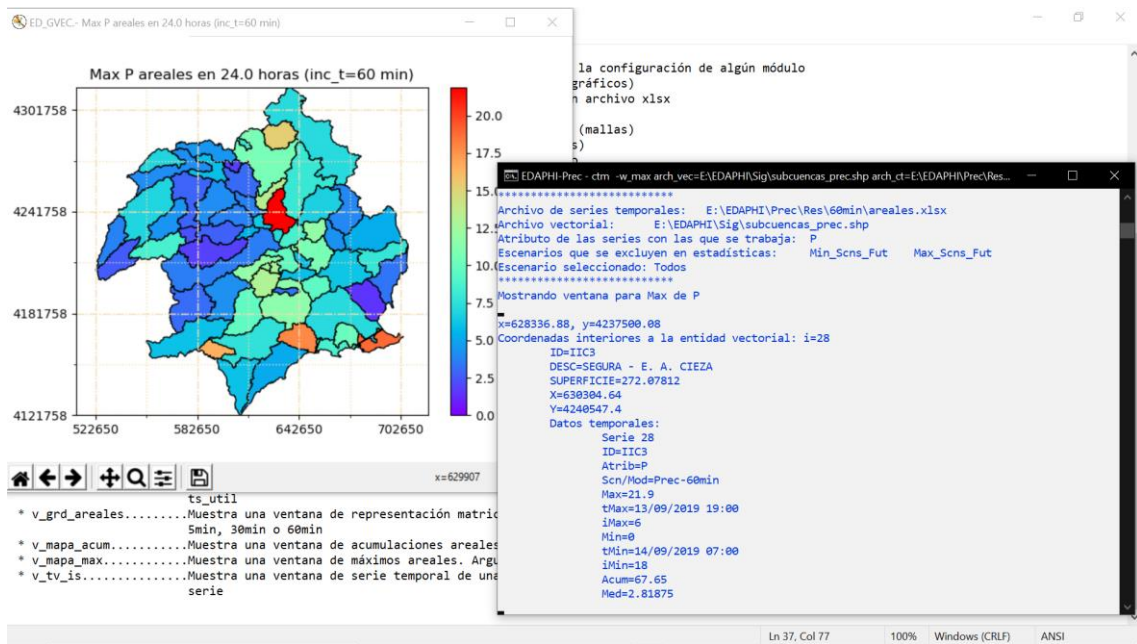 ED_GVEC.- Max P areales en 24.0 horas (inc_t=60 min)
Max P areales en 24.0 horas (inc_t=60 min)
4301758
4241758
4181758
4121758
522650
582650
642650
702650
20.0
17.5
15.
12.
10.
7.5
5.0
2.5
0.0
x=629907
la configuración de algún módulo
gráficos)
n archivo xlsx
(mallas)
s)
EDAPHI-Prec - ctm -w_max arch_vec=E:\EDAPHI\Sig\subcuencas_prec.shp arch_ct=E:\EDAPHI\Prec\Res...
***************************
Archivo de series temporales: E:\EDAPHI\Prec\Res\60min\areales.xlsx
Archivo vectorial: E:\EDAPHI\Sig\subcuencas_prec.shp
Atributo de las series con las que se trabaja: P
Escenarios que se excluyen en estadísticas: Min_Scns_Fut Max_Scns_Fut
Escenario seleccionado: Todos
***************************
Mostrando ventana para Max de P
x=628336.88, y=4237500.08
Coordenadas interiores a la entidad vectorial: i=28
ID=IIC3
DESC=SEGURA - E. A. CIEZA
SUPERFICIE=272.07812
X=630304.64
Y=4240547.4
Datos temporales:
Serie 28
ID=IIC3
Atrib=P
Scn/Mod=Prec-60min
Max=21.9
tMax=13/09/2019 19:00
iMax=6
Min=0
tMin=14/09/2019 07:00
iMin=18
Acum=67.65
Med=2.81875
ts_util
* v_grd_areales.........Muestra una ventana de representación matric
5min, 30min o 60min
* v_mapa_acum...........Muestra una ventana de acumulaciones areales
* v_mapa_max............Muestra una ventana de máximos areales. Argu
* v_tv_is...............Muestra una ventana de serie temporal de una
serie
Ln 37, Col 77
100%
Windows (CRLF)
ANSI